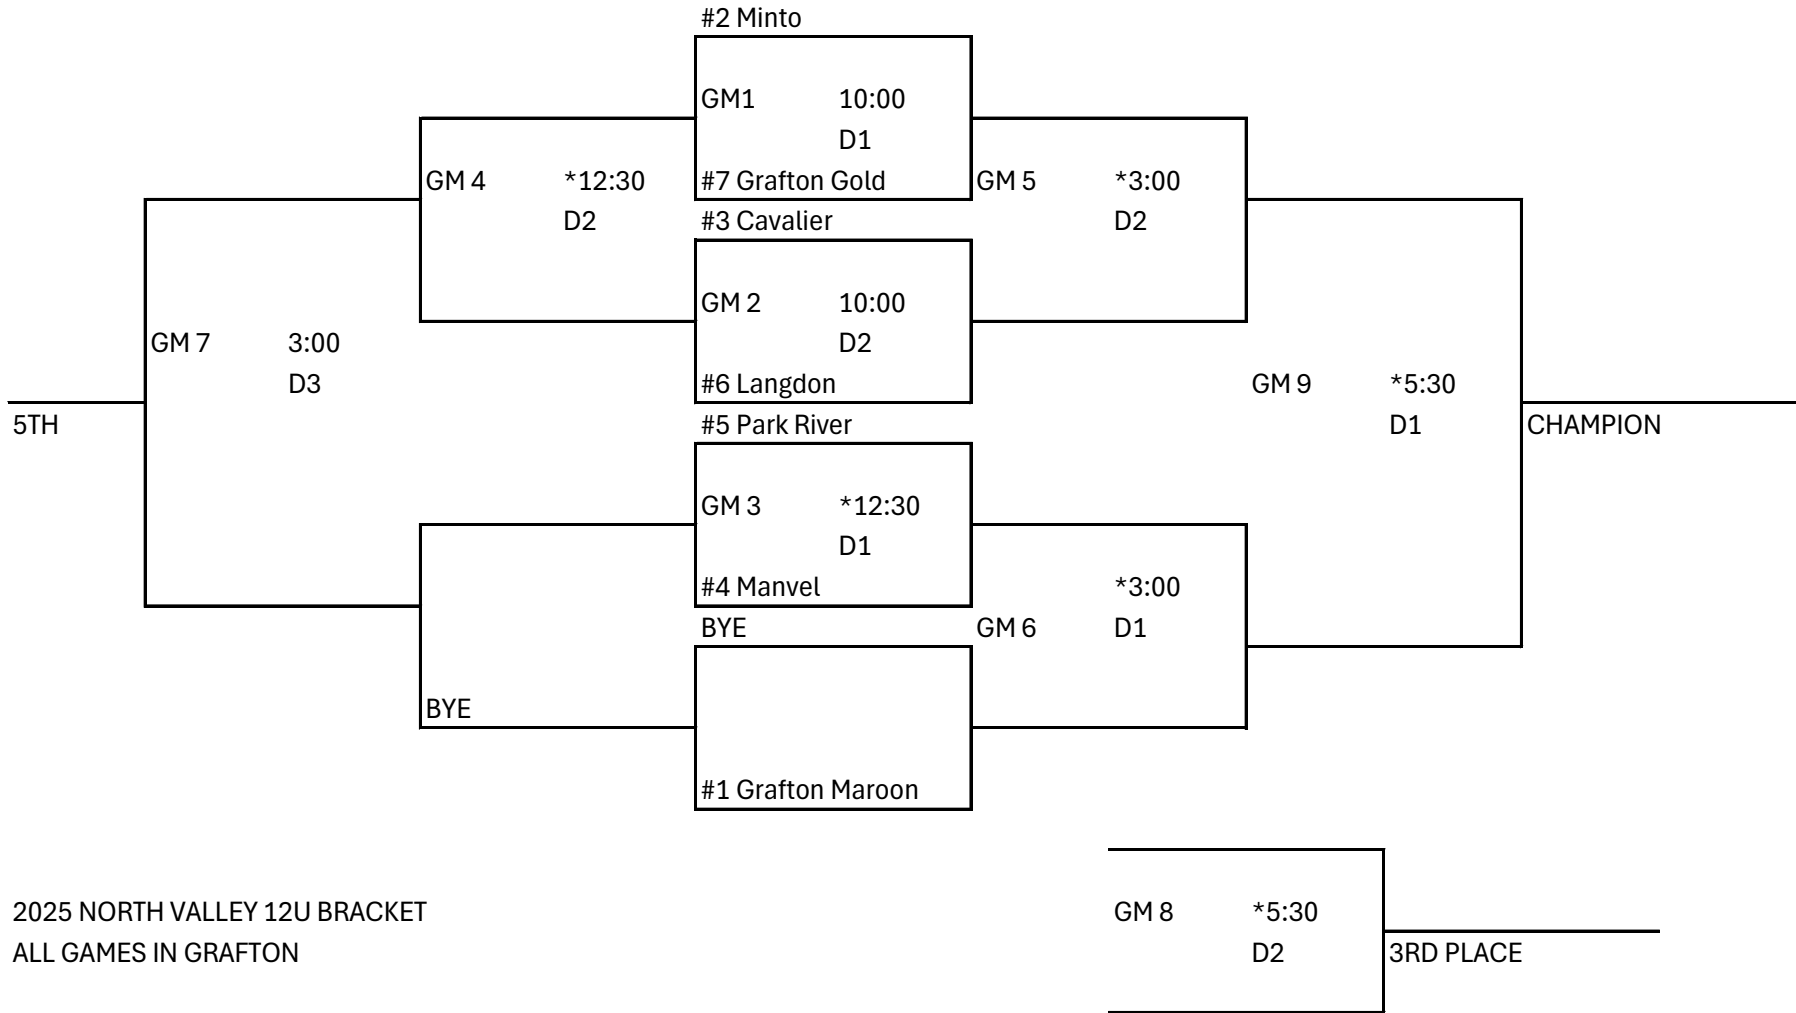 #2 Minto
GM1 10:00
D1
#7 Grafton Gold
GM 4 *12:30
D2
GM 5 *3:00
D2
#3 Cavalier
GM 2 10:00
D2
#6 Langdon
GM 7 3:00
D3
5TH
GM 9 *5:30
D1
CHAMPION
#5 Park River
GM 3 *12:30
D1
#4 Manvel
BYE
GM 6 *3:00
D1
BYE
#1 Grafton Maroon
GM 8 *5:30
D2
3RD PLACE
2025 NORTH VALLEY 12U BRACKET
ALL GAMES IN GRAFTON